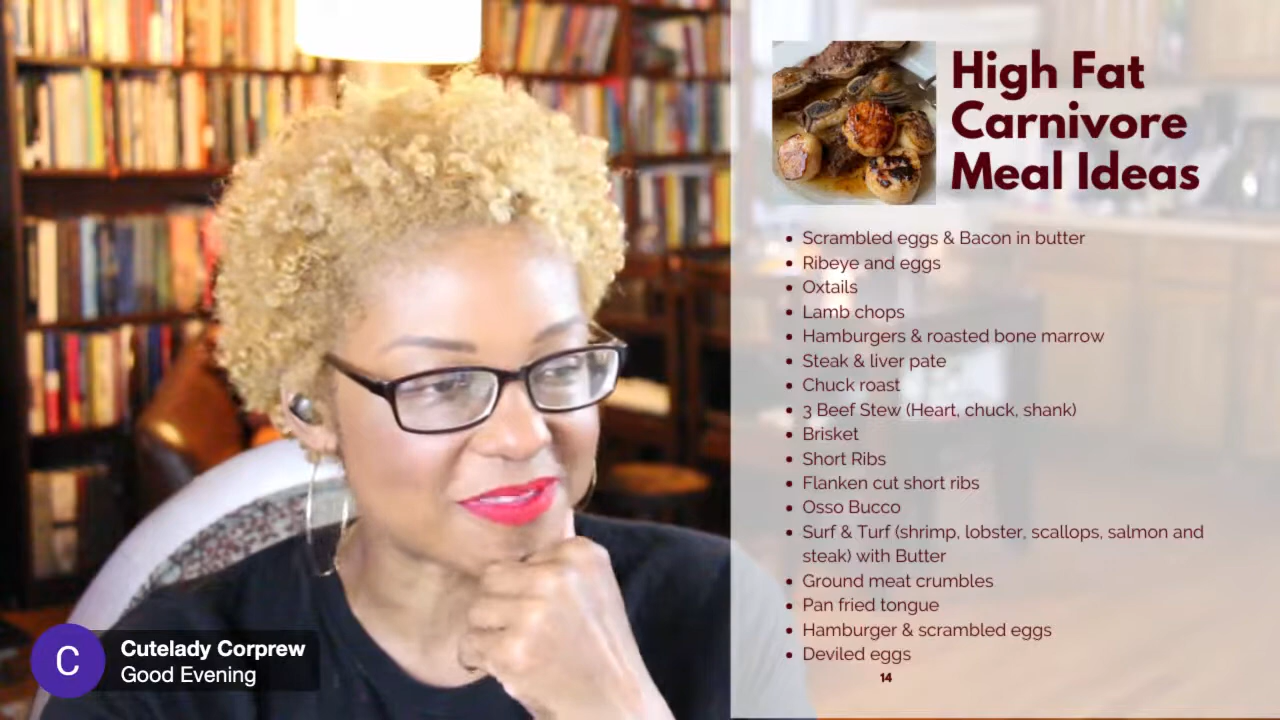 High Fat
Carnivore
Meal Ideas
• Scrambled eggs & Bacon in butter
• Ribeye and eggs
• Oxtails
• Lamb chops
• Hamburgers & roasted bone marrow
• Steak & liver pate
• Chuck roast
• 3 Beef Stew (Heart, chuck, shank)
• Brisket
• Short Ribs
• Flanken cut short ribs
• Osso Bucco
• Surf & Turf (shrimp, lobster, scallops, salmon and
steak) with Butter
• Ground meat crumbles
• Pan fried tongue
• Hamburger & scrambled eggs
• Deviled eggs
14
C
Cutelady Corprew
Good Evening